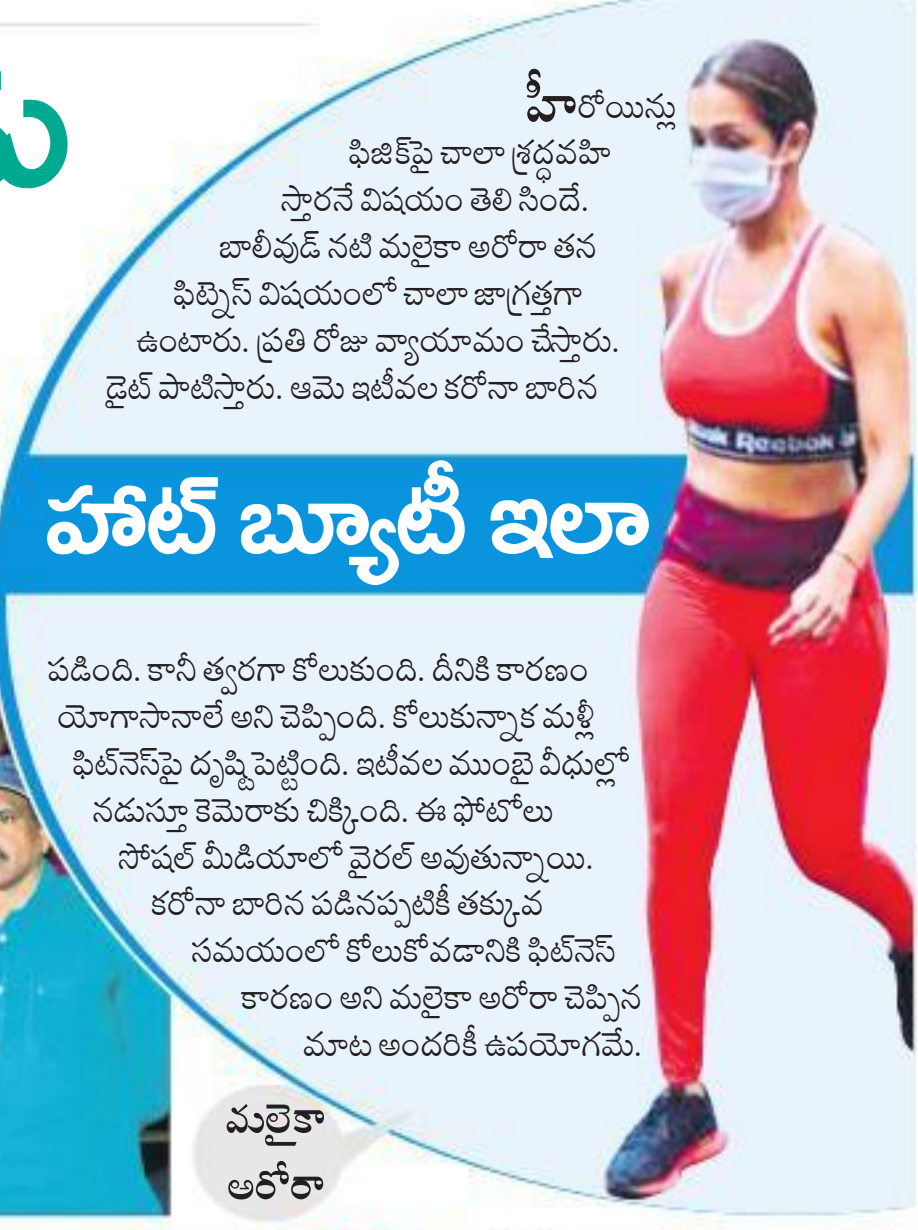 హీరోయిన్లు
ఫిజిక్‌పై చాలా శ్రద్ధవహి
స్తారనే విషయం తెలి సిందే.
బాలీవుడ్ నటి మలైకా అరోరా తన
ఫిట్నెస్ విషయంలో చాలా జాగ్రత్తగా
ఉంటారు. ప్రతి రోజు వ్యాయామం చేస్తారు.
డైట్ పాటిస్తారు. ఆమె ఇటీవల కరోనా బారిన
హాట్ బ్యూటీ ఇలా
పడింది. కానీ త్వరగా కోలుకుంది. దీనికి కారణం
యోగాసానాలే అని చెప్పింది. కోలుకున్నాక మళ్లీ
ఫిట్‌నెస్‌పై దృష్టిపెట్టింది. ఇటీవల ముంబై వీధుల్లో
నడుస్తూ కెమెరాకు చిక్కింది. ఈ ఫోటోలు
సోషల్ మీడియాలో వైరల్ అవుతున్నాయి.
కరోనా బారిన పడినప్పటికీ తక్కువ
సమయంలో కోలుకోవడానికి ఫిట్‌నెస్
కారణం అని మలైకా అరోరా చెప్పిన
మాట అందరికీ ఉపయోగమే.
మలైకా
అరోరా
Reebok